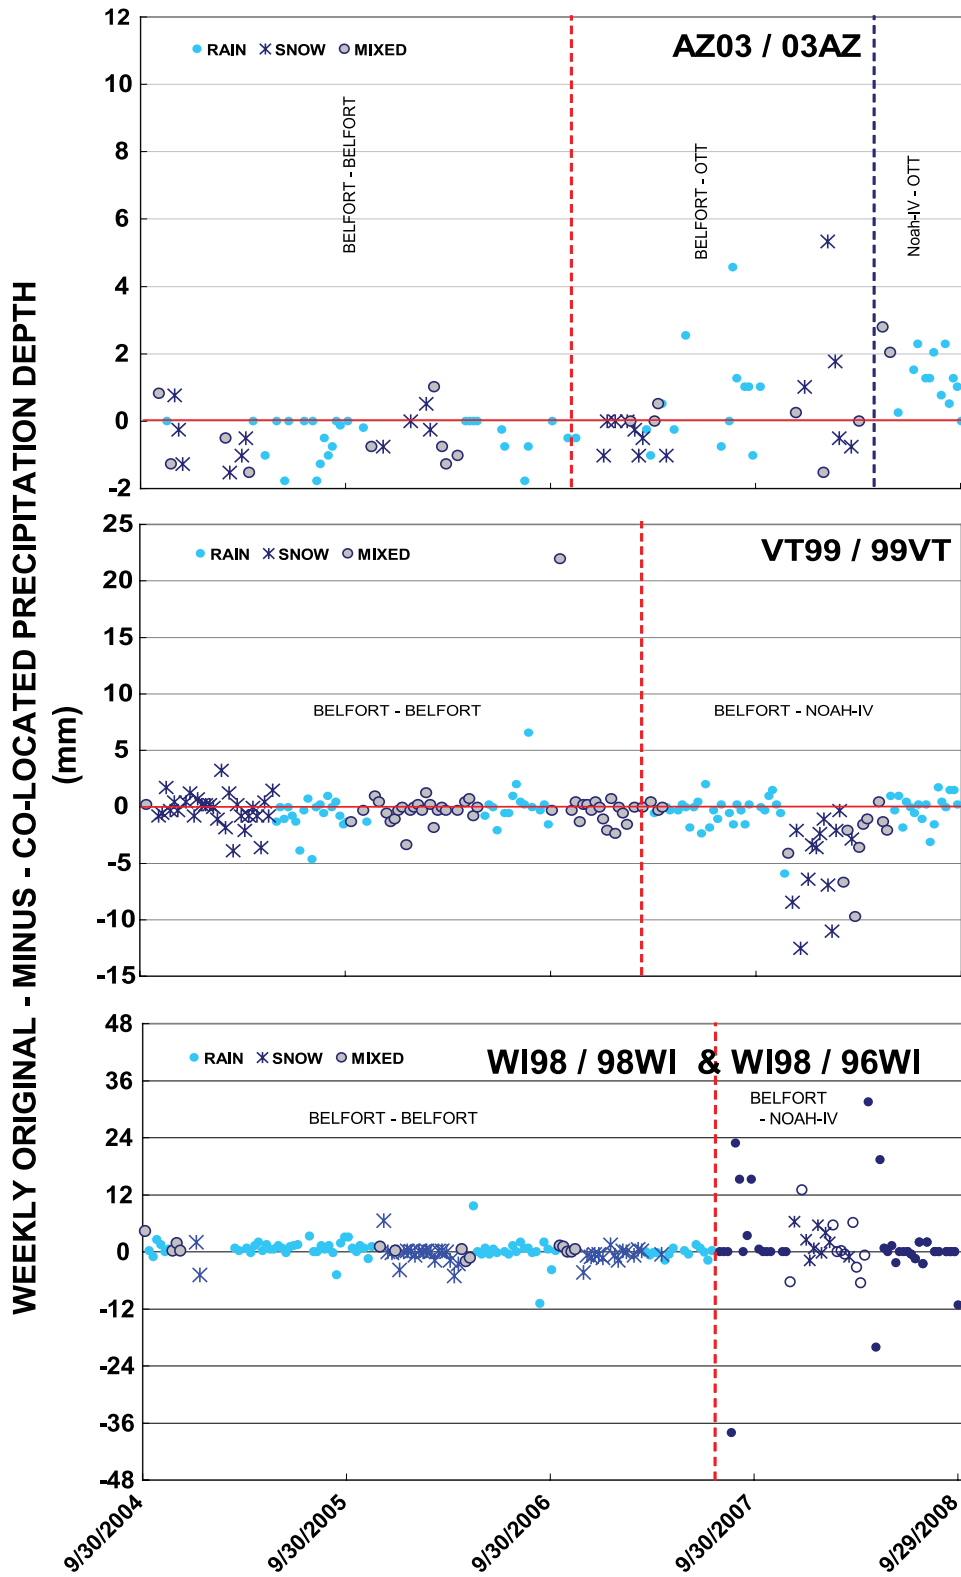 WEEKLY ORIGINAL - MINUS - CO-LOCATED PRECIPITATION DEPTH
(mm)
12
10
8
6
4
2
0
-2
RAIN SNOW MIXED
AZ03 / 03AZ
BELFORT - BELFORT
BELFORT - OTT
Noah-IV - OTT
25
20
15
10
5
0
-5
-10
-15
RAIN SNOW MIXED
VT99 / 99VT
BELFORT - BELFORT
BELFORT - NOAH-IV
48
36
24
12
0
-12
-24
-36
-48
RAIN SNOW MIXED
WI98 / 98WI & WI98 / 96WI
BELFORT - BELFORT
BELFORT
- NOAH-IV
9/30/2004
9/30/2005
9/30/2006
9/30/2007
9/29/2008